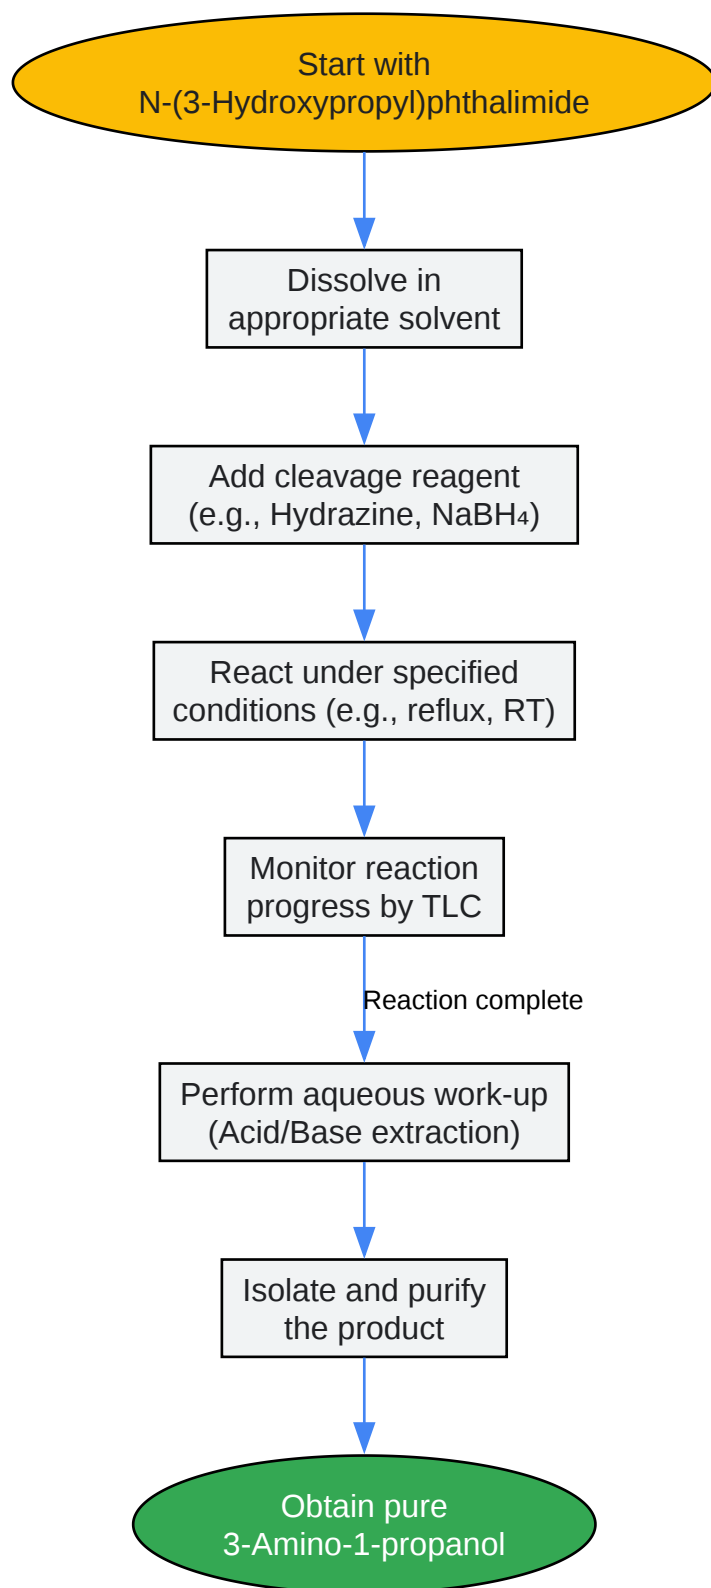 Start with
N-(3-Hydroxypropyl)phthalimide
Dissolve in
appropriate solvent
Add cleavage reagent
(e.g., Hydrazine, NaBH₄)
React under specified
conditions (e.g., reflux, RT)
Monitor reaction
progress by TLC
Reaction complete
Perform aqueous work-up
(Acid/Base extraction)
Isolate and purify
the product
Obtain pure
3-Amino-1-propanol